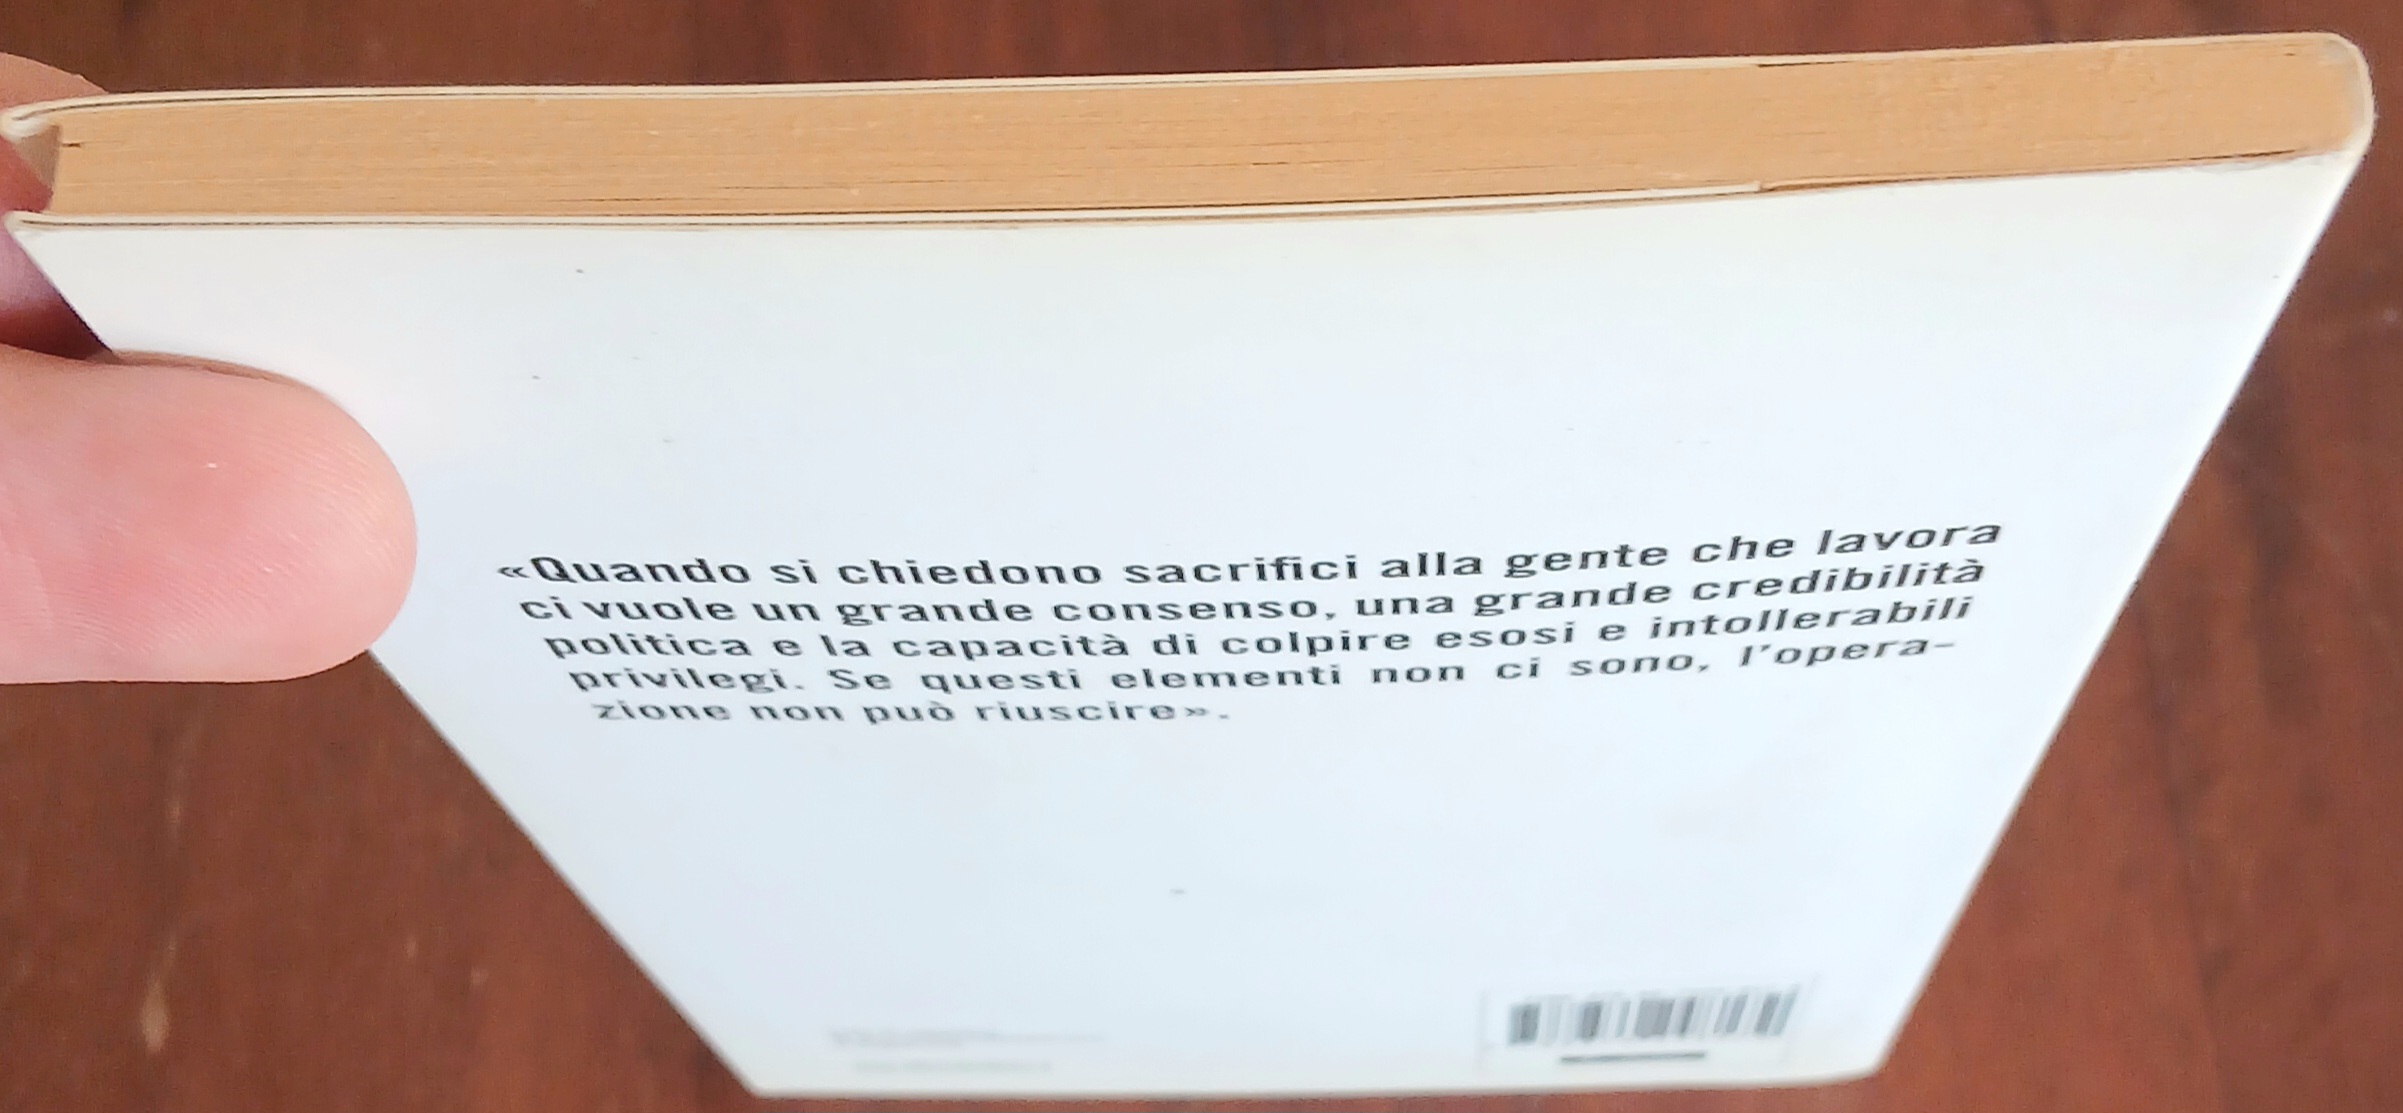 «Quando si chiedono sacrifici alla gente che lavora
ci vuole un grande consenso, una grande credibilità
politica e la capacità di colpire esosi e intollerabili
privilegi. Se questi elementi non ci sono, l'opera-
zione non può riuscire».